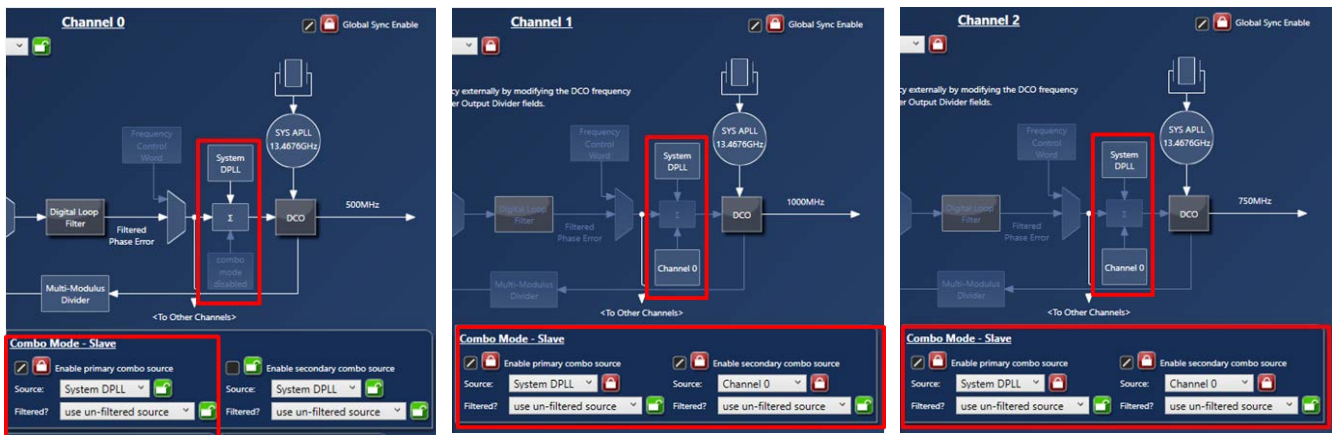 Channel 0
Global Sync Enable
SYS APLL
13.4676GHz
Frequency
Control
Word
System
DPLL
Digital Loop
Filter
Filtered
Phase Error
Σ
DCO
500MHz
combo
mode
disabled
Multi-Modulus
Divider
<To Other Channels>
Combo Mode - Slave
Enable primary combo source
Enable secondary combo source
Source: System DPLL
Source: System DPLL
Filtered? use un-filtered source
Filtered? use un-filtered source
Channel 1
Global Sync Enable
cy externally by modifying the DCO frequency
er Output Divider fields.
SYS APLL
13.4676GHz
Frequency
Control
Word
System
DPLL
Digital Loop
Filter
Filtered
Phase Error
Σ
DCO
1000MHz
Channel 0
Multi-Modulus
Divider
<To Other Channels>
Combo Mode - Slave
Enable primary combo source
Enable secondary combo source
Source: System DPLL
Source: Channel 0
Filtered? use un-filtered source
Filtered? use un-filtered source
Channel 2
Global Sync Enable
cy externally by modifying the DCO frequency
er Output Divider fields.
SYS APLL
13.4676GHz
Frequency
Control
Word
System
DPLL
Digital Loop
Filter
Filtered
Phase Error
Σ
DCO
750MHz
Channel 0
Multi-Modulus
Divider
<To Other Channels>
Combo Mode - Slave
Enable primary combo source
Enable secondary combo source
Source: System DPLL
Source: Channel 0
Filtered? use un-filtered source
Filtered? use un-filtered source